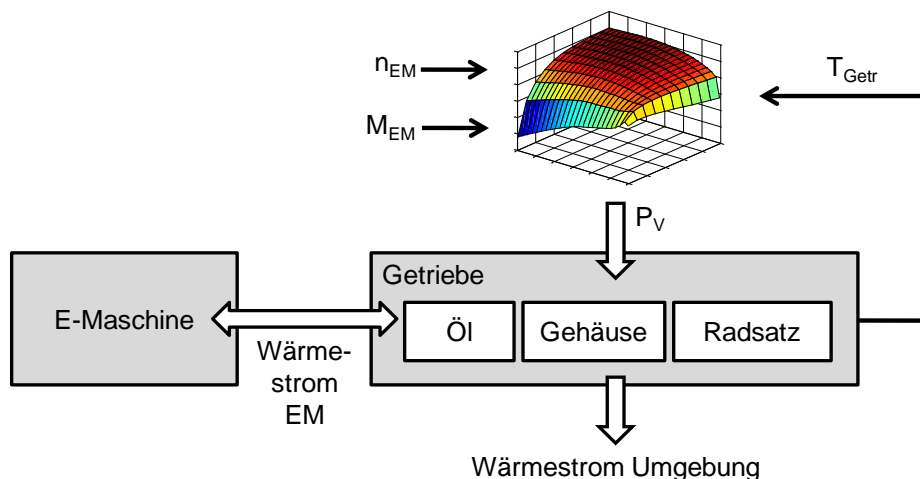 n_EM
T_Getr
M_EM
P_V
Getriebe
E-Maschine
Öl
Gehäuse
Radsatz
Wärme-
strom
EM
Wärmestrom Umgebung